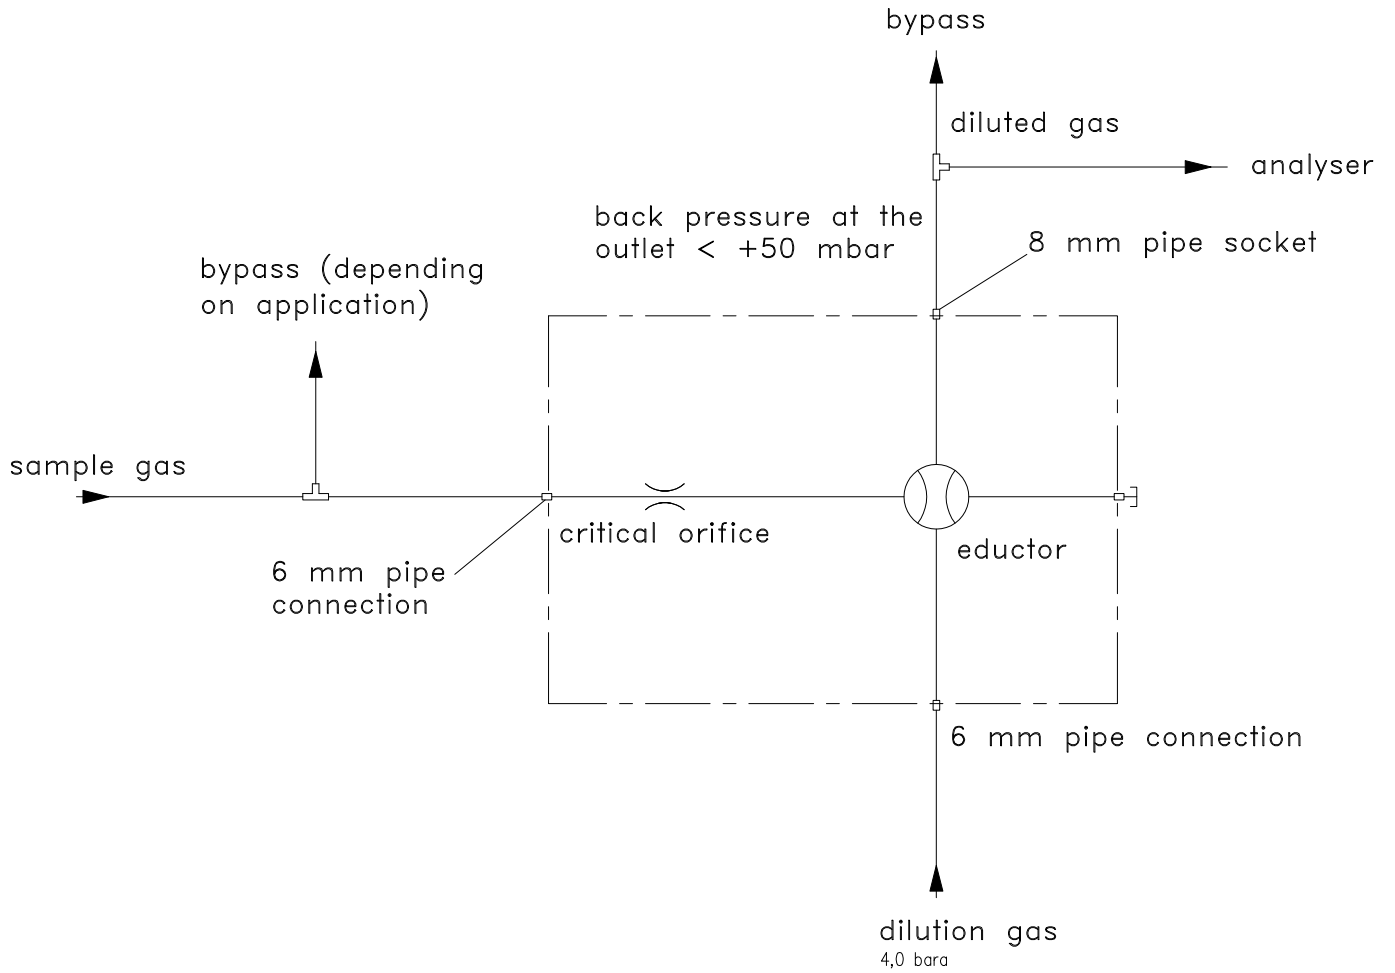 bypass
diluted gas
analyser
back pressure at the
outlet < +50 mbar
8 mm pipe socket
bypass (depending
on application)
sample gas
critical orifice
eductor
6 mm pipe
connection
6 mm pipe connection
dilution gas
4,0 bara